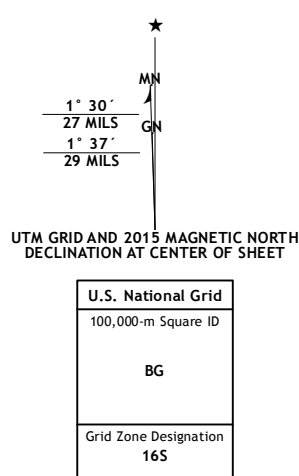 MN
1° 30´
27 MILS
GN
1° 37´
29 MILS
UTM GRID AND 2015 MAGNETIC NORTH
DECLINATION AT CENTER OF SHEET
U.S. National Grid
100,000-m Square ID
BG
Grid Zone Designation
16S